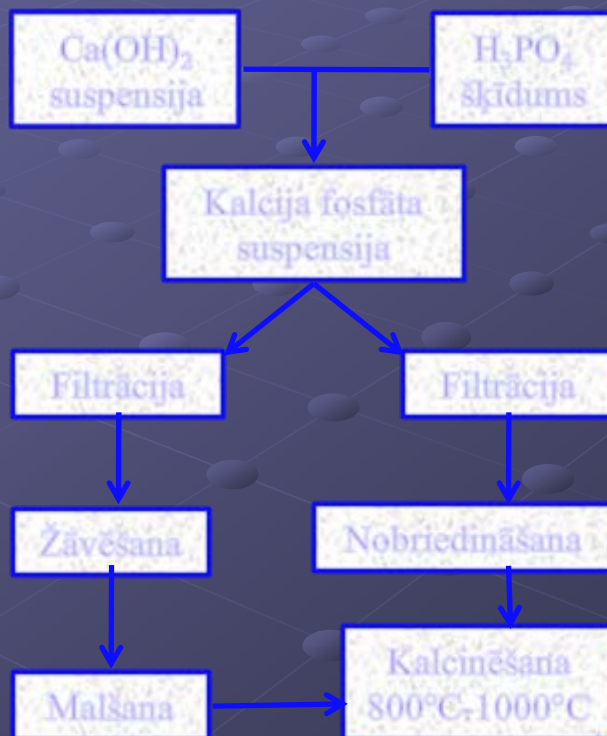 Ca(OH)₂
suspensija
H₃PO₄
šķīdums
Kalcija fosfāta
suspensija
Filtrācija
Filtrācija
Žāvēšana
Nobriedināšana
Malšana
Kalcinēšana
800°C-1000°C